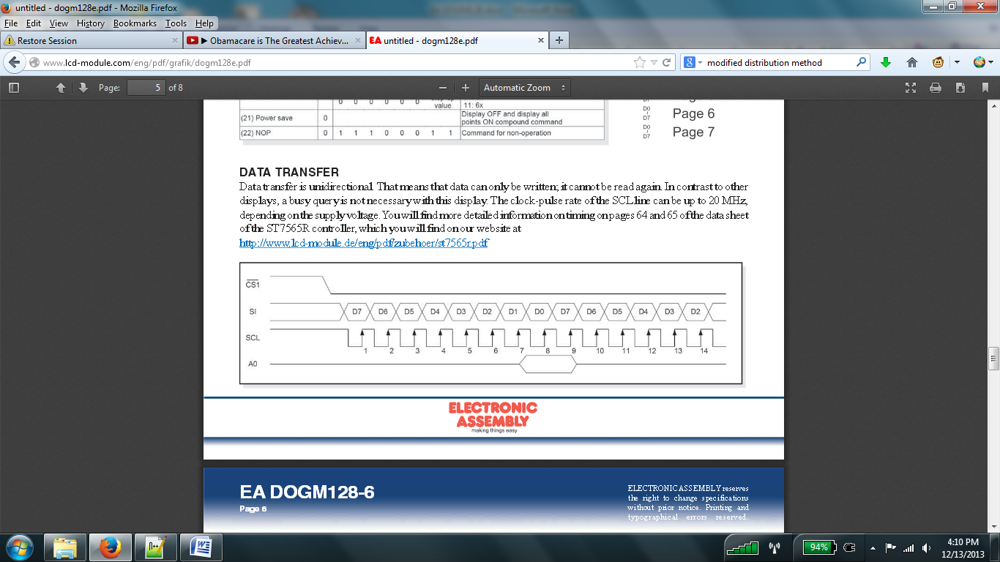 untitled - dogm128e.pdf - Mozilla Firefox
File Edit View History Bookmarks Tools Help
Restore Session
▶ Obamacare is The Greatest Achiev...
EA untitled - dogm128e.pdf
www.lcd-module.com/eng/pdf/grafik/dogm128e.pdf
modified distribution method
Page: 5 of 8
Automatic Zoom
0 0 0 0 0 0
value 11: 6x
(21) Power save 0 Display OFF and display all
points ON compound command
(22) NOP 0 1 1 1 0 0 0 1 1 Command for non-operation
D7
D0
D7 Page 6
D0
D7 Page 7
DATA TRANSFER
Data transfer is unidirectional. That means that data can only be written; it cannot be read again. In contrast to other
displays, a busy query is not necessary with this display. The clock-pulse rate of the SCL line can be up to 20 MHz,
depending on the supply voltage. You will find more detailed information on timing on pages 64 and 65 of the data sheet
of the ST7565R controller, which you will find on our website at
http://www.lcd-module.de/eng/pdf/zubehoer/st7565r.pdf
CS1
SI D7 D6 D5 D4 D3 D2 D1 D0 D7 D6 D5 D4 D3 D2
SCL
1 2 3 4 5 6 7 8 9 10 11 12 13 14
A0
ELECTRONIC
ASSEMBLY
making things easy
EA DOGM128-6
Page 6
ELECTRONIC ASSEMBLY reserves
the right to change specifications
without prior notice. Printing and
typographical errors reserved.
94%
4:10 PM
12/13/2013